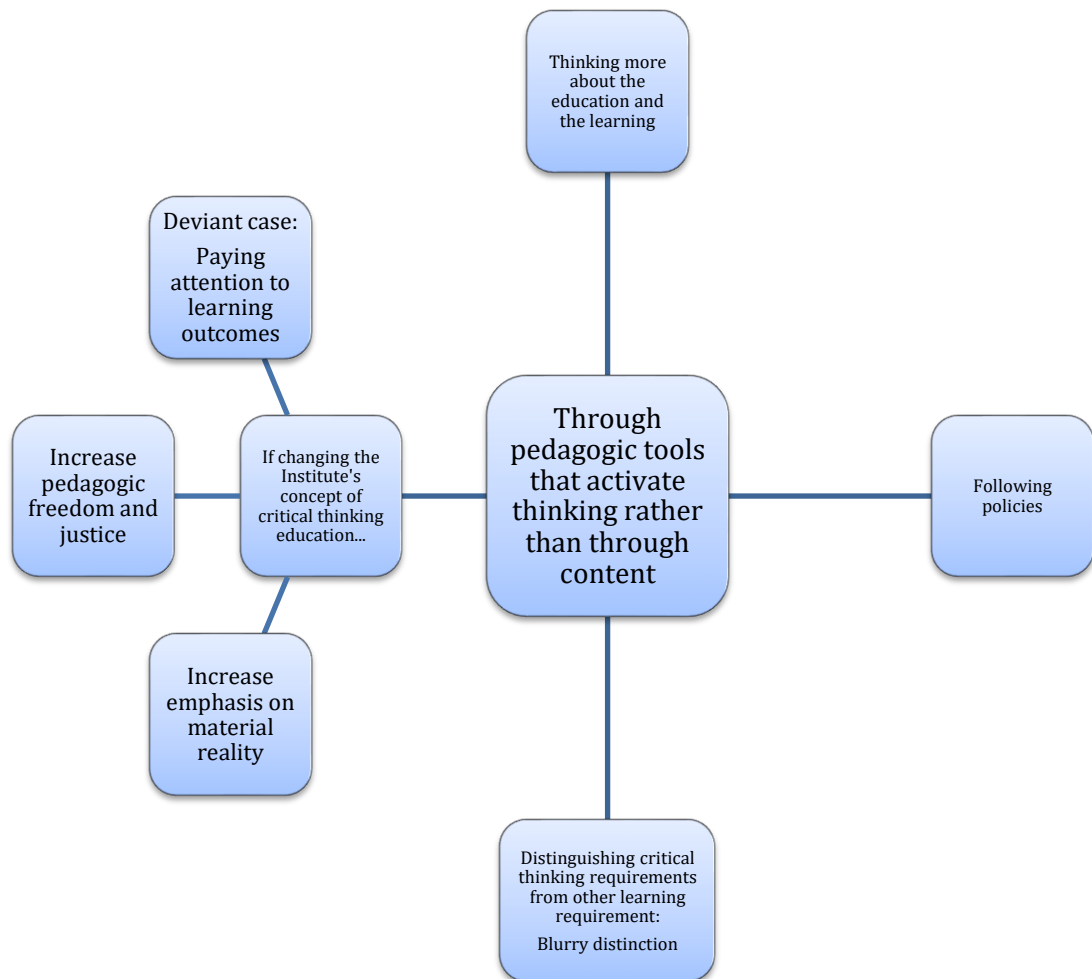 Thinking more
about the
education and
the learning
Deviant case:
Paying
attention to
learning
outcomes
Increase
pedagogic
freedom and
justice
If changing the
Institute's
concept of
critical thinking
education...
Through
pedagogic tools
that activate
thinking rather
than through
content
Following
policies
Increase
emphasis on
material
reality
Distinguishing critical
thinking requirements
from other learning
requirement:
Blurry distinction